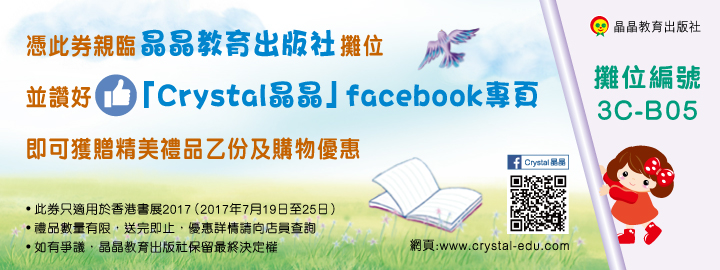 憑此券親臨晶晶教育出版社攤位
並讚好「Crystal晶晶」facebook專頁
即可獲贈精美禮品乙份及購物優惠
• 此券只適用於香港書展2017（2017年7月19日至25日）
• 禮品數量有限，送完即止，優惠詳情請向店員查詢
• 如有爭議，晶晶教育出版社保留最終決定權
f Crystal晶晶
網頁:www.crystal-edu.com
晶晶教育出版社
攤位編號
3C-B05